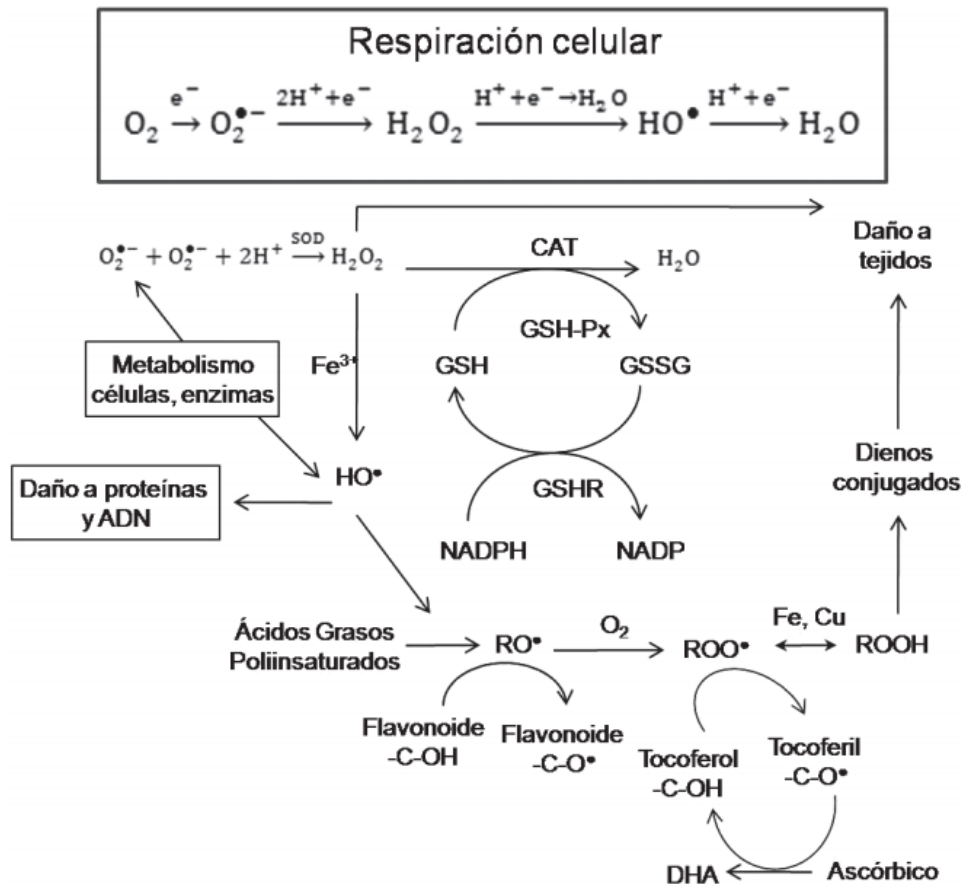 Respiración celular
O₂ →(e⁻) O₂•⁻ →(2H⁺+e⁻) H₂O₂ →(H⁺+e⁻→H₂O) HO• →(H⁺+e⁻) H₂O
O₂•⁻ + O₂•⁻ + 2H⁺ →(SOD) H₂O₂
CAT
H₂O
Daño a
tejidos
GSH-Px
GSH
GSSG
Fe³⁺
Metabolismo
células, enzimas
HO•
Daño a proteínas
y ADN
GSHR
NADPH
NADP
Dienos
conjugados
Ácidos Grasos
Poliinsaturados
RO•
O₂
ROO•
Fe, Cu
ROOH
Flavonoide
-C-OH
Flavonoide
-C-O•
Tocoferol
-C-OH
Tocoferil
-C-O•
DHA
Ascórbico